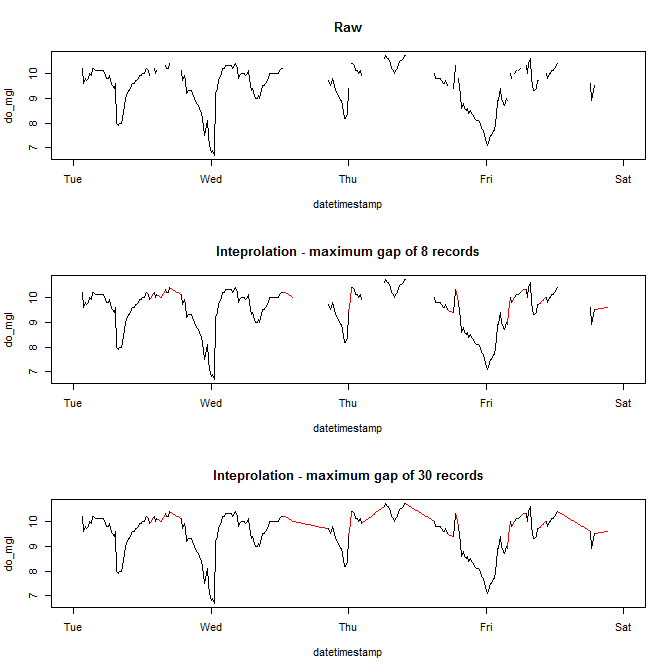 Raw
do_mgl
10
9
8
7
Tue Wed Thu Fri Sat
datetimestamp
Inteprolation - maximum gap of 8 records
do_mgl
10
9
8
7
Tue Wed Thu Fri Sat
datetimestamp
Inteprolation - maximum gap of 30 records
do_mgl
10
9
8
7
Tue Wed Thu Fri Sat
datetimestamp